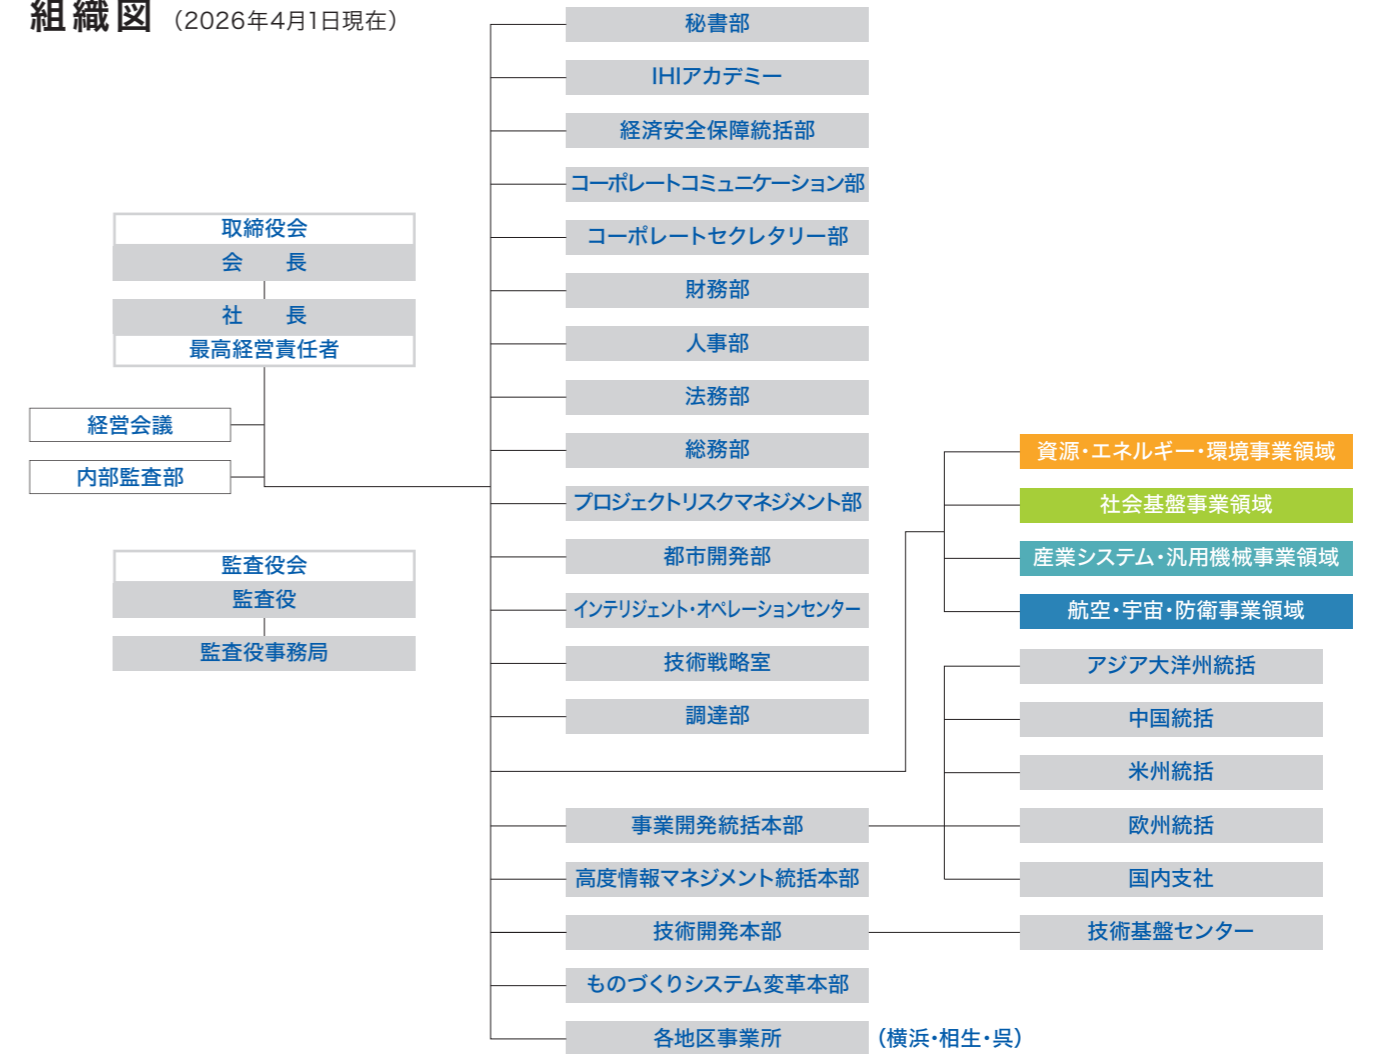 組織図 （2026年4月1日現在）
取締役会
会　　長
社　　長
最高経営責任者
経営会議
内部監査部
監査役会
監査役
監査役事務局
秘書部
IHIアカデミー
経済安全保障統括部
コーポレートコミュニケーション部
コーポレートセクレタリー部
財務部
人事部
法務部
総務部
プロジェクトリスクマネジメント部
都市開発部
インテリジェント・オペレーションセンター
技術戦略室
調達部
資源・エネルギー・環境事業領域
社会基盤事業領域
産業システム・汎用機械事業領域
航空・宇宙・防衛事業領域
事業開発統括本部
アジア大洋州統括
中国統括
米州統括
欧州統括
国内支社
高度情報マネジメント統括本部
技術開発本部
技術基盤センター
ものづくりシステム変革本部
各地区事業所 （横浜・相生・呉）